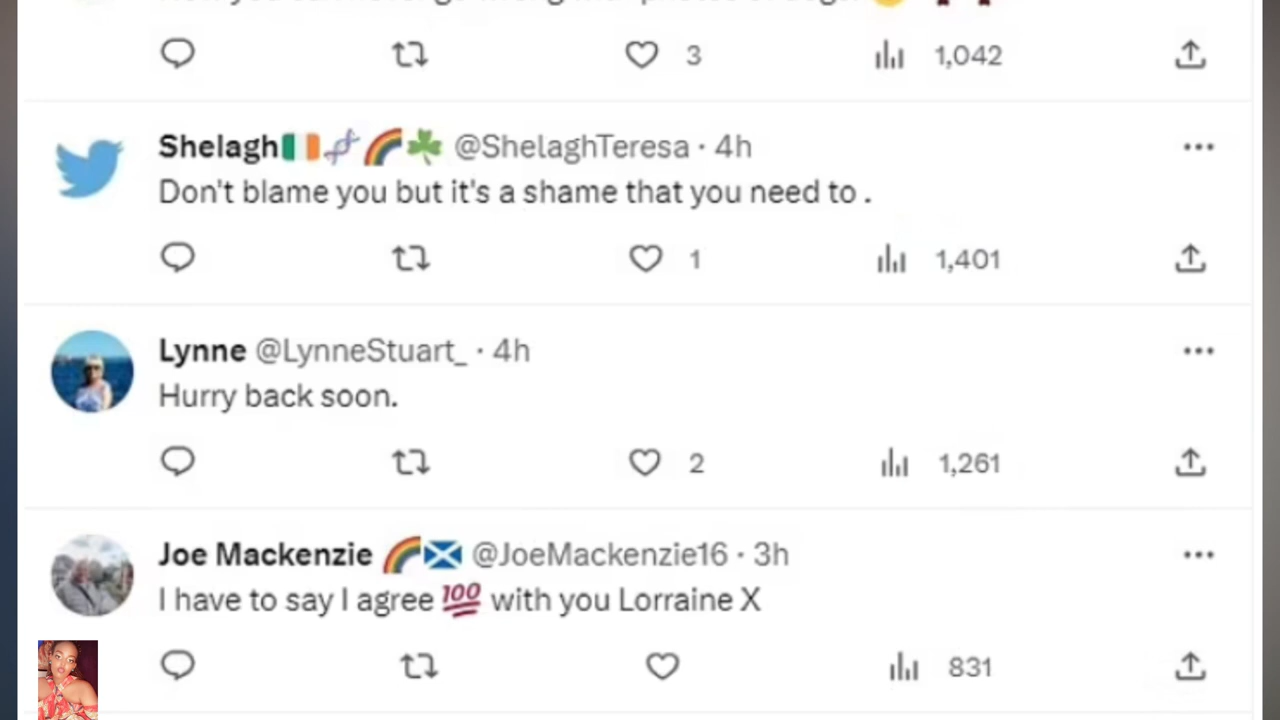 3 1,042
Shelagh🇮🇪🧬🌈☘️ @ShelaghTeresa · 4h
Don't blame you but it's a shame that you need to .
1 1,401
Lynne @LynneStuart_ · 4h
Hurry back soon.
2 1,261
Joe Mackenzie 🌈🏴󠁧󠁢󠁳󠁣󠁴󠁿 @JoeMackenzie16 · 3h
I have to say I agree 💯 with you Lorraine X
831